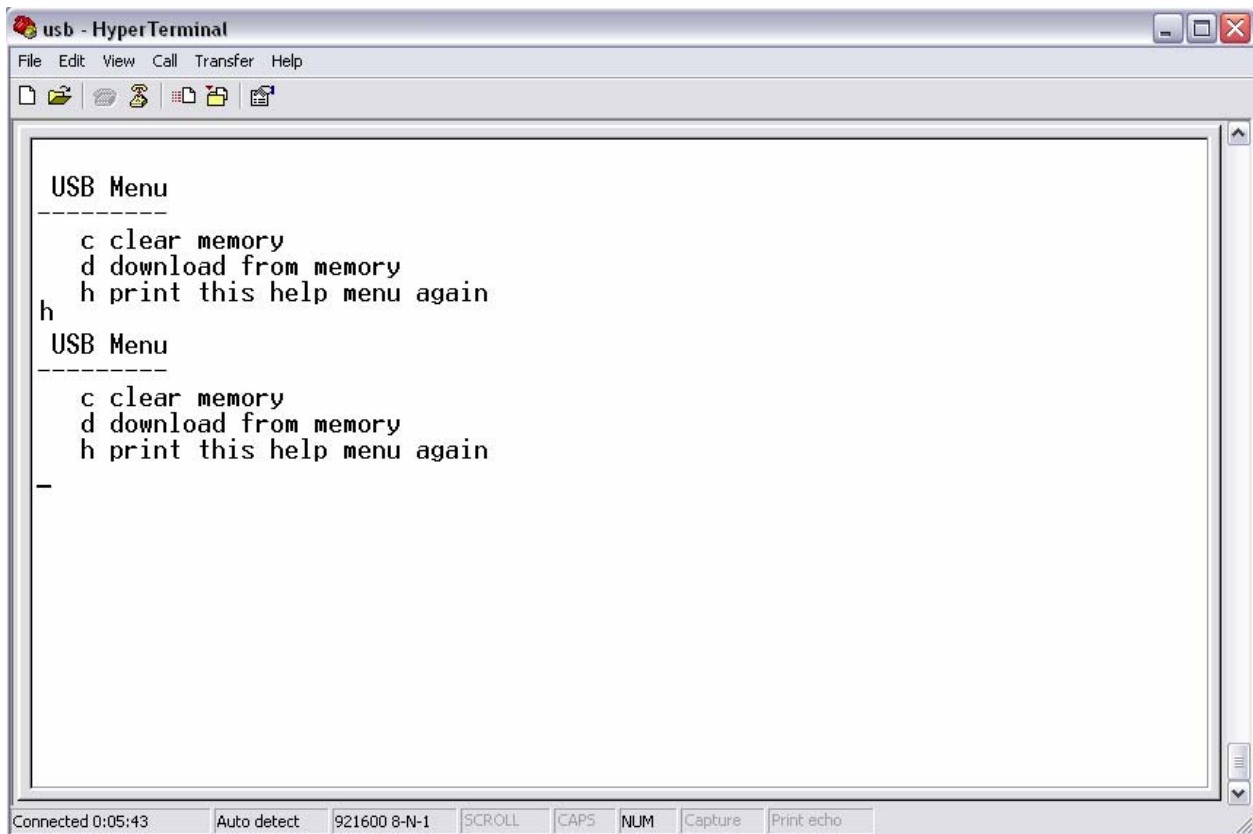 usb - HyperTerminal
File Edit View Call Transfer Help
USB Menu
---------
c clear memory
d download from memory
h print this help menu again
h
USB Menu
---------
c clear memory
d download from memory
h print this help menu again
_
Connected 0:05:43 Auto detect 921600 8-N-1 SCROLL CAPS NUM Capture Print echo